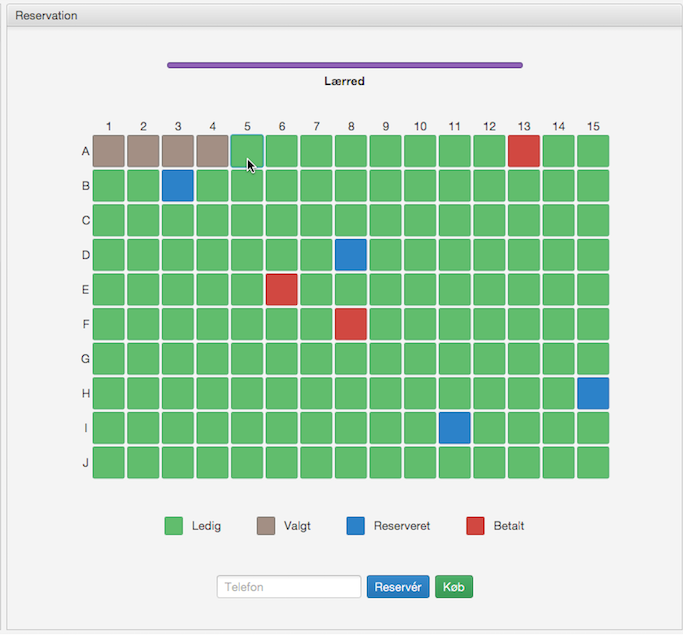 Reservation
Lærred
1 2 3 4 5 6 7 8 9 10 11 12 13 14 15
A
B
C
D
E
F
G
H
I
J
Ledig Valgt Reserveret Betalt
Telefon Reservér Køb